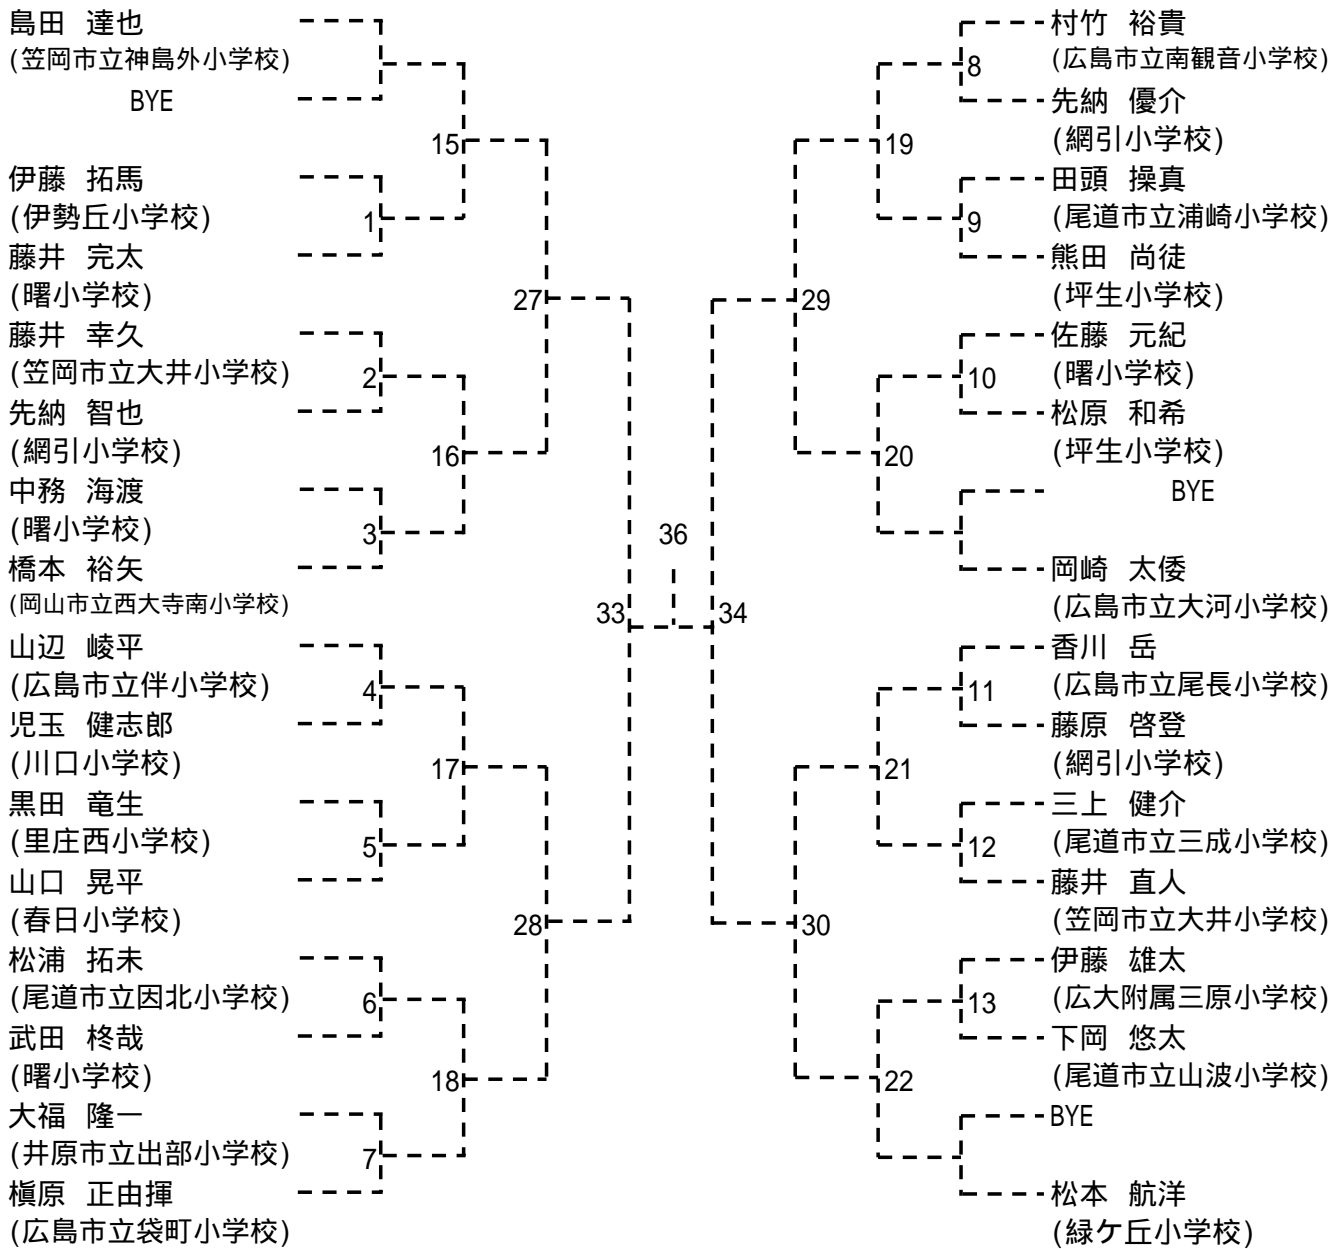 島田 達也
(笠岡市立神島外小学校)
BYE
15
伊藤 拓馬
(伊勢丘小学校)
1
藤井 完太
(曙小学校)
27
藤井 幸久
(笠岡市立大井小学校)
2
先納 智也
(網引小学校)
16
中務 海渡
(曙小学校)
3
橋本 裕矢
(岡山市立西大寺南小学校)
33
36
34
山辺 崚平
(広島市立伴小学校)
4
児玉 健志郎
(川口小学校)
17
黒田 竜生
(里庄西小学校)
5
山口 晃平
(春日小学校)
28
松浦 拓未
(尾道市立因北小学校)
6
武田 柊哉
(曙小学校)
18
大福 隆一
(井原市立出部小学校)
7
槇原 正由揮
(広島市立袋町小学校)
村竹 裕貴
8
(広島市立南観音小学校)
先納 優介
(網引小学校)
19
田頭 操真
9
(尾道市立浦崎小学校)
熊田 尚徒
(坪生小学校)
29
佐藤 元紀
10
(曙小学校)
松原 和希
(坪生小学校)
20
BYE
岡崎 太倭
(広島市立大河小学校)
香川 岳
11
(広島市立尾長小学校)
藤原 啓登
(網引小学校)
21
三上 健介
12
(尾道市立三成小学校)
藤井 直人
(笠岡市立大井小学校)
30
伊藤 雄太
13
(広大附属三原小学校)
下岡 悠太
(尾道市立山波小学校)
22
BYE
松本 航洋
(緑ケ丘小学校)